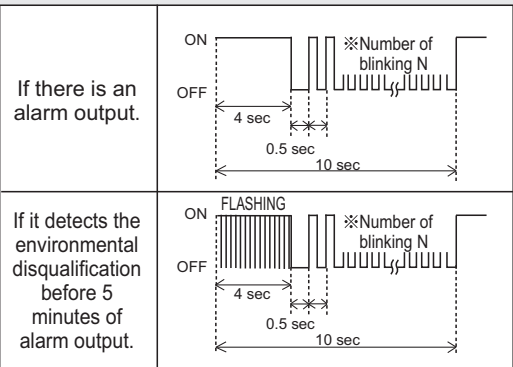 If there is an
alarm output.
ON
OFF
※Number of
blinking N
4 sec
0.5 sec
10 sec
If it detects the
environmental
disqualification
before 5
minutes of
alarm output.
FLASHING
ON
OFF
※Number of
blinking N
4 sec
0.5 sec
10 sec